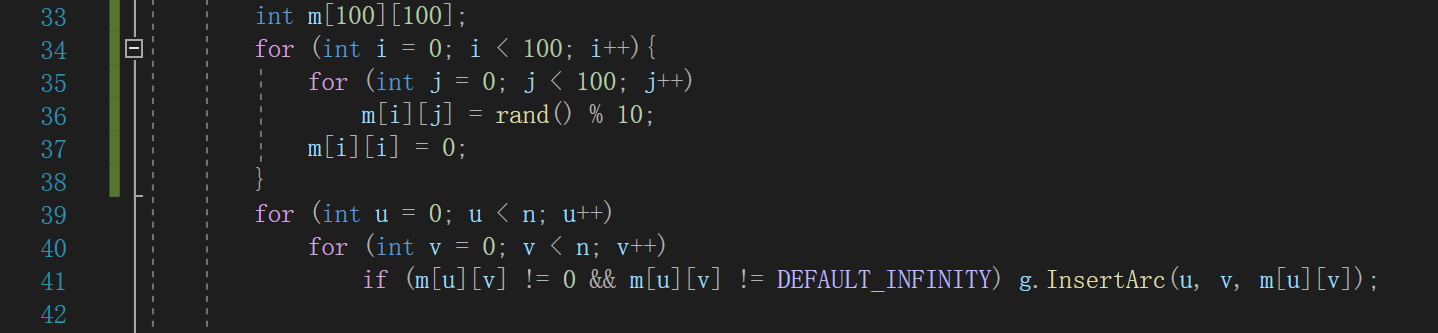 33 int m[100][100];
34 for (int i = 0; i < 100; i++){
35 for (int j = 0; j < 100; j++)
36 m[i][j] = rand() % 10;
37 m[i][i] = 0;
38 }
39 for (int u = 0; u < n; u++)
40 for (int v = 0; v < n; v++)
41 if (m[u][v] != 0 && m[u][v] != DEFAULT_INFINITY) g.InsertArc(u, v, m[u][v]);
42